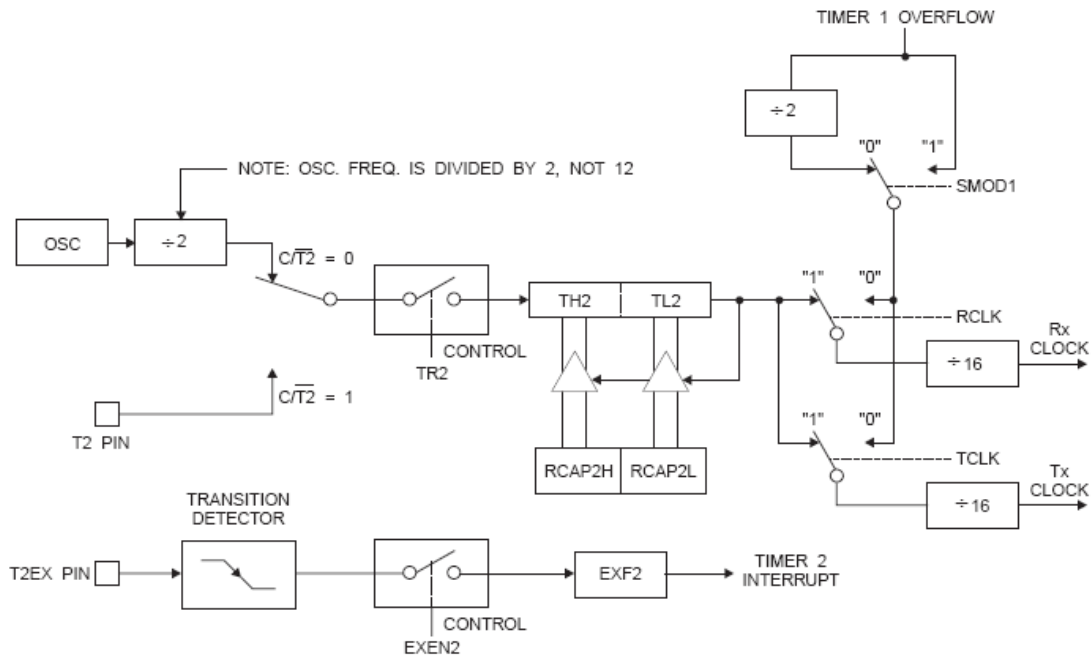 TIMER 1 OVERFLOW
÷2
"0" "1"
NOTE: OSC. FREQ. IS DIVIDED BY 2, NOT 12
SMOD1
OSC
÷2
C/T̅2̅ = 0
"1" "0"
TH2 TL2
RCLK
Rx
CLOCK
CONTROL
TR2
÷16
C/T̅2̅ = 1
T2 PIN
"1" "0"
RCAP2H RCAP2L
TCLK
Tx
CLOCK
TRANSITION
DETECTOR
÷16
T2EX PIN
EXF2
TIMER 2
INTERRUPT
CONTROL
EXEN2